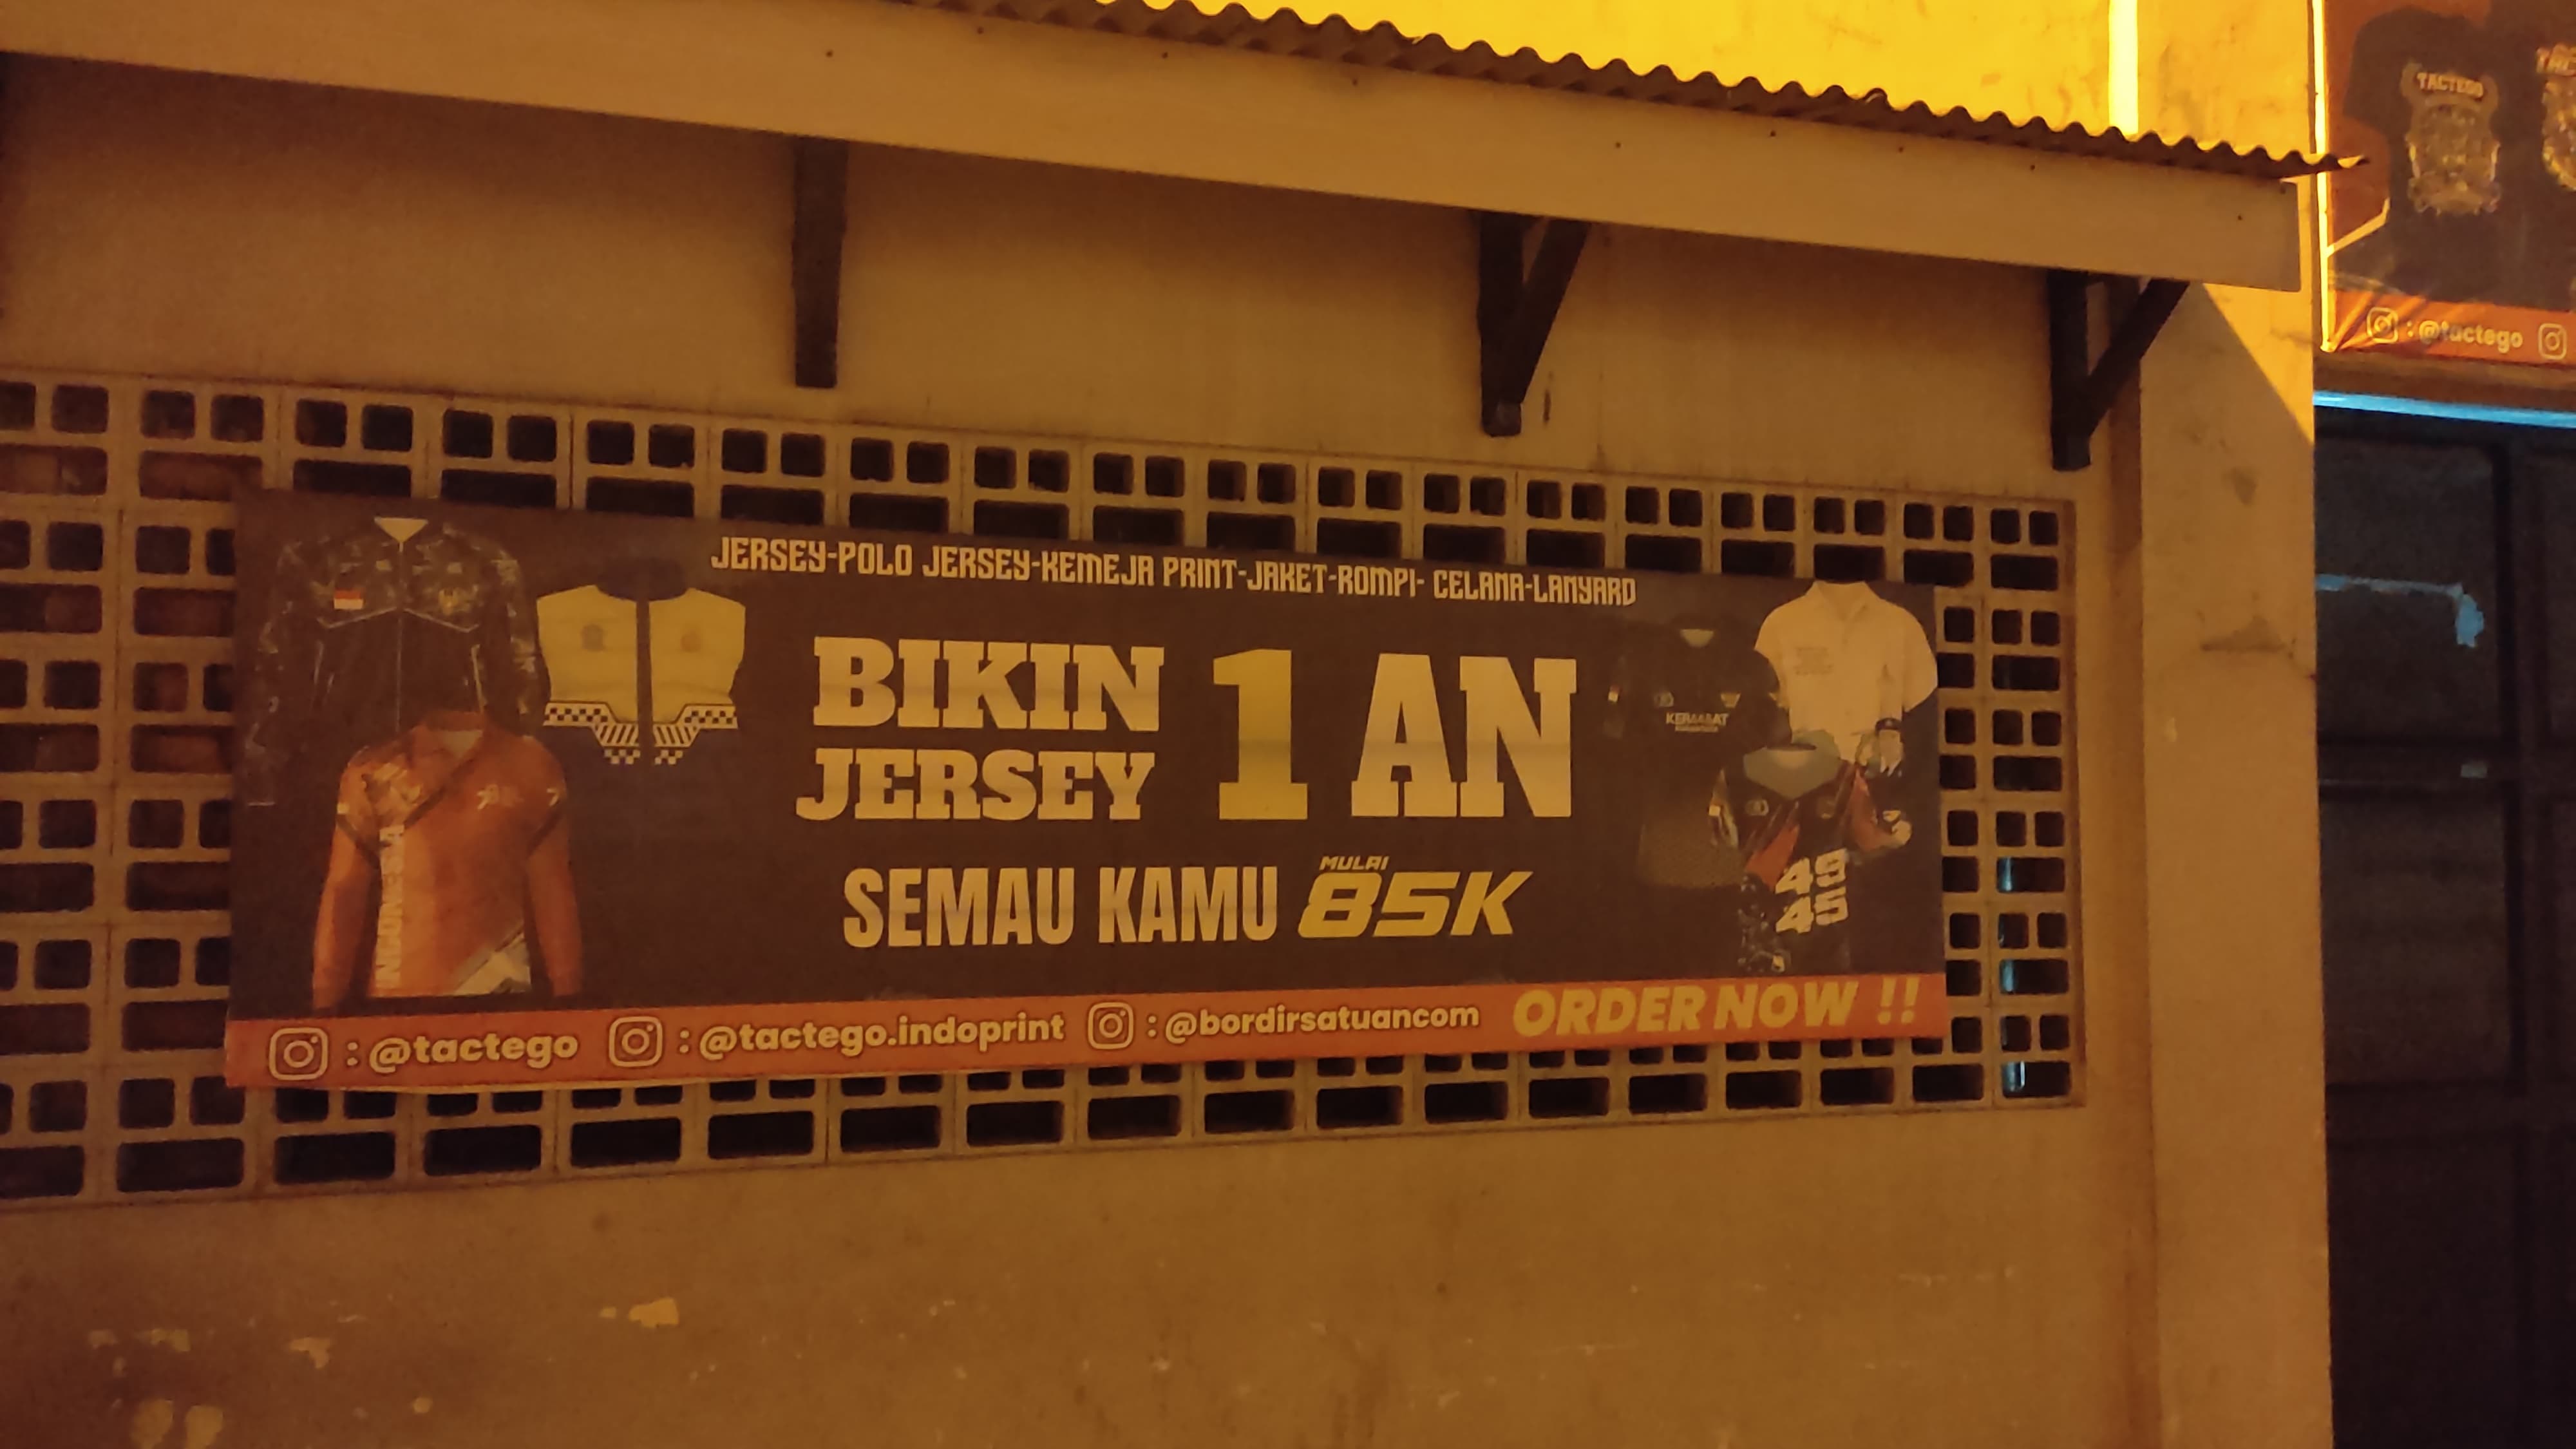 JERSEY-POLO JERSEY-KEMEJA PRINT-JAKET-ROMPI- CELANA-LANYARD
BIKIN
JERSEY
1 AN
SEMAU KAMU
MULAI
85K
INDONESIA
49
45
: @tactego
: @tactego.indoprint
: @bordirsatuancom
ORDER NOW !!
TACTEGO
: @tactego